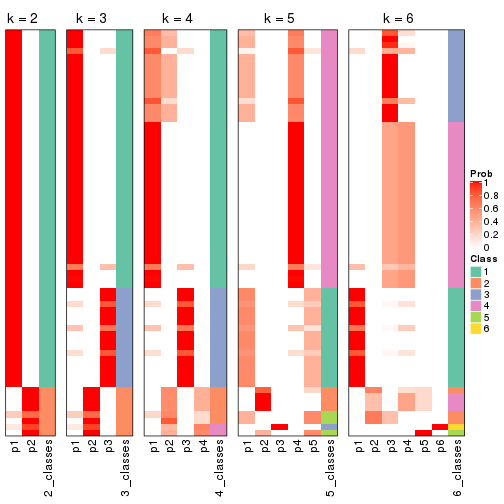 k = 2
k = 3
k = 4
k = 5
k = 6
Prob
1
0.8
0.6
0.4
0.2
0
Class
1
2
3
4
5
6
p1
p2
2_classes
p1
p2
p3
3_classes
p1
p2
p3
p4
4_classes
p1
p2
p3
p4
p5
5_classes
p1
p2
p3
p4
p5
p6
6_classes